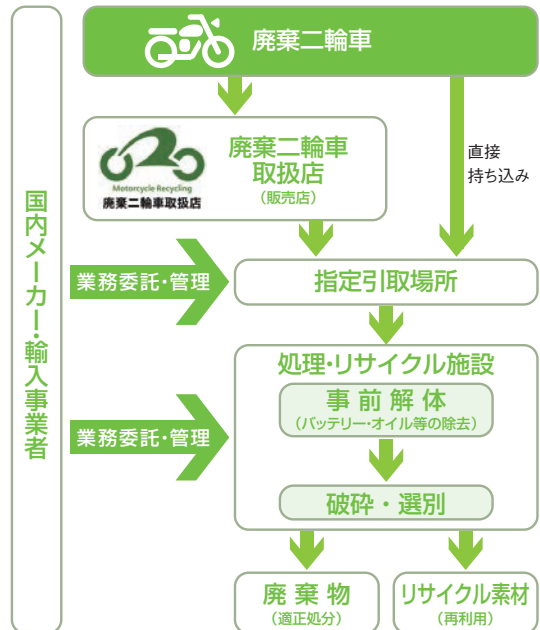 廃棄二輪車
国内メーカー・輸入事業者
Motorcycle Recycling
廃棄二輪車取扱店
廃棄二輪車
取扱店
(販売店)
直接
持ち込み
業務委託・管理
指定引取場所
処理・リサイクル施設
事前解体
(バッテリー・オイル等の除去)
業務委託・管理
破砕・選別
廃棄物
(適正処分)
リサイクル素材
(再利用)